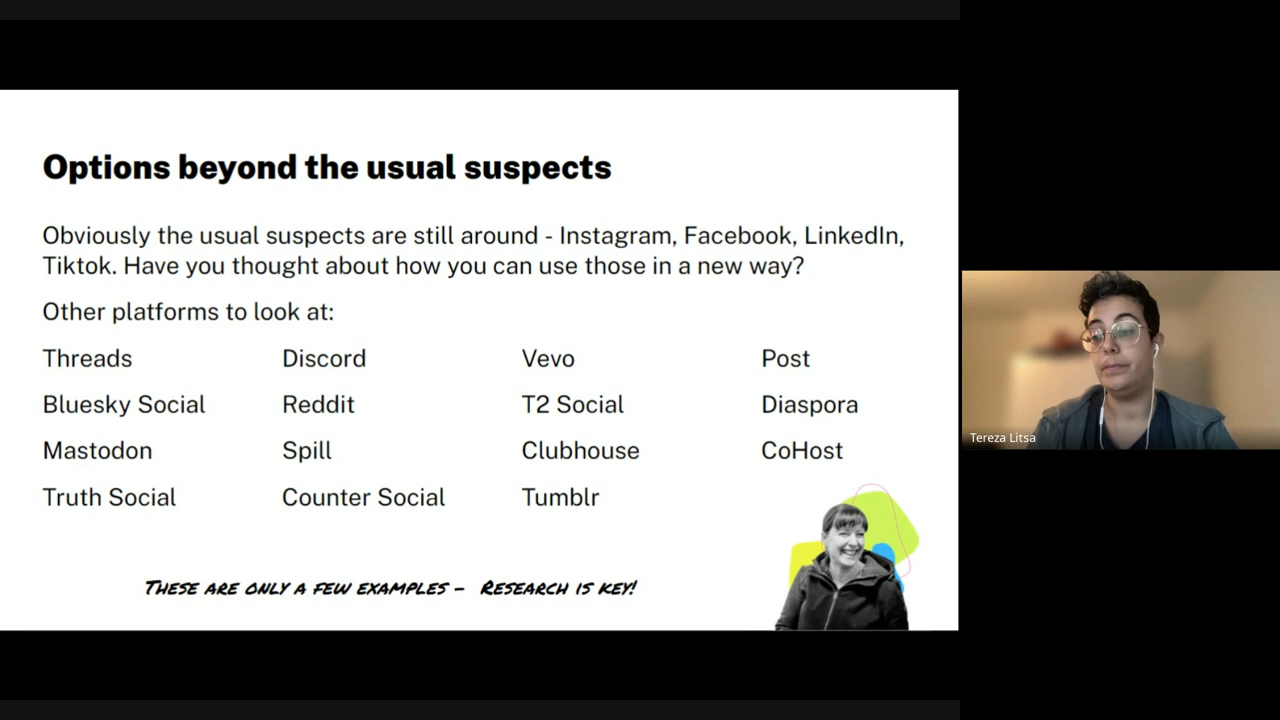 Options beyond the usual suspects
Obviously the usual suspects are still around - Instagram, Facebook, LinkedIn,
Tiktok. Have you thought about how you can use those in a new way?
Other platforms to look at:
Threads Discord Vevo Post
Bluesky Social Reddit T2 Social Diaspora
Mastodon Spill Clubhouse CoHost
Truth Social Counter Social Tumblr
These are only a few examples - Research is key!
Tereza Litsa